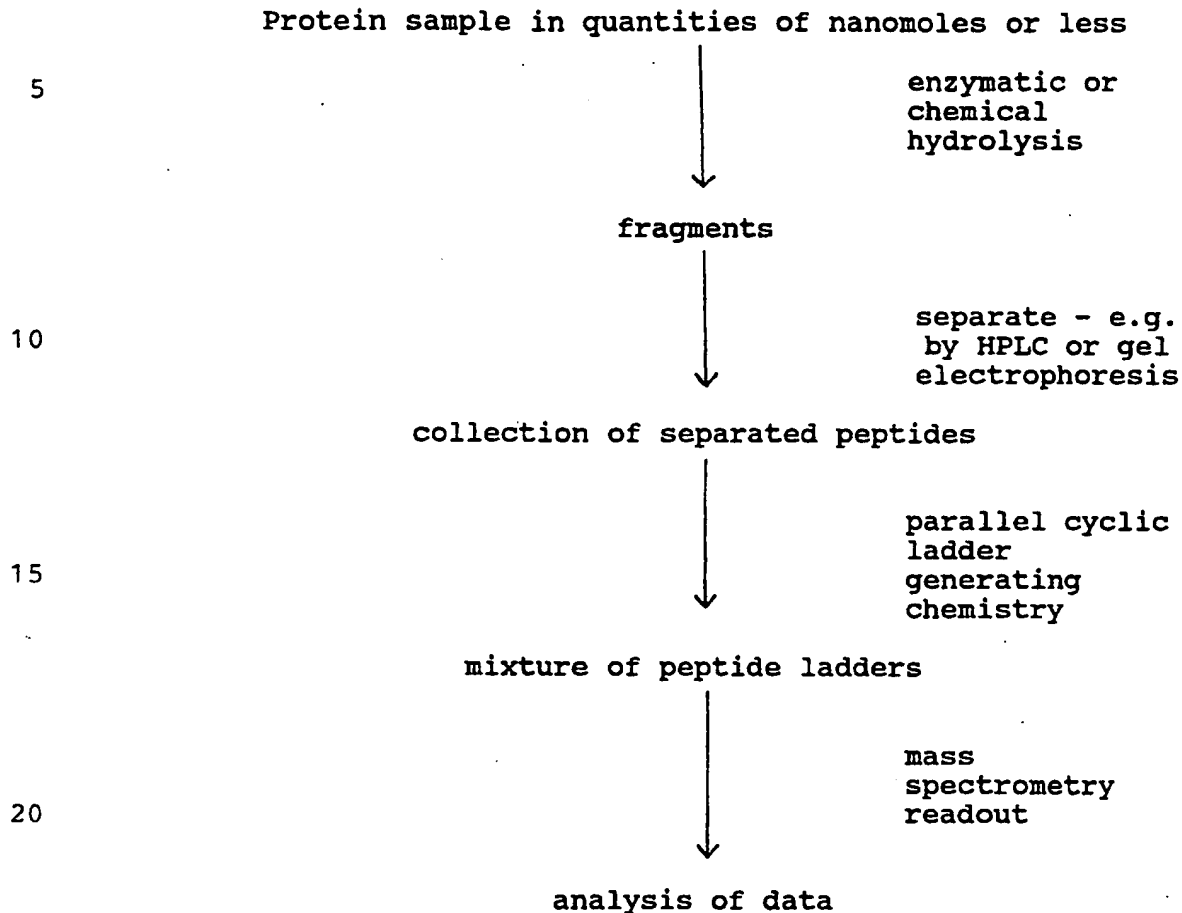 Protein sample in quantities of nanomoles or less
5
enzymatic or
chemical
hydrolysis
fragments
10
separate - e.g.
by HPLC or gel
electrophoresis
collection of separated peptides
15
parallel cyclic
ladder
generating
chemistry
mixture of peptide ladders
20
mass
spectrometry
readout
analysis of data